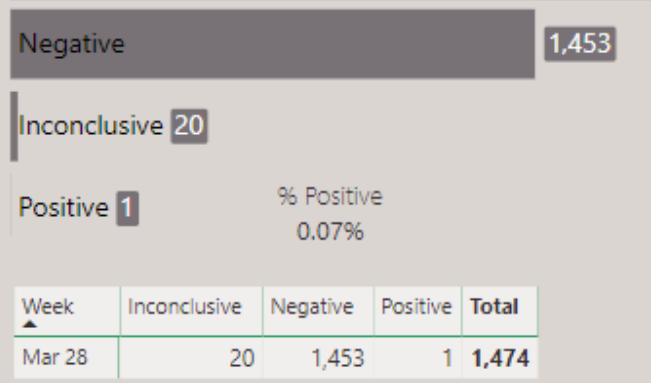 Negative 1,453
Inconclusive 20
Positive 1
% Positive
0.07%
Week Inconclusive Negative Positive Total
Mar 28 20 1,453 1 1,474